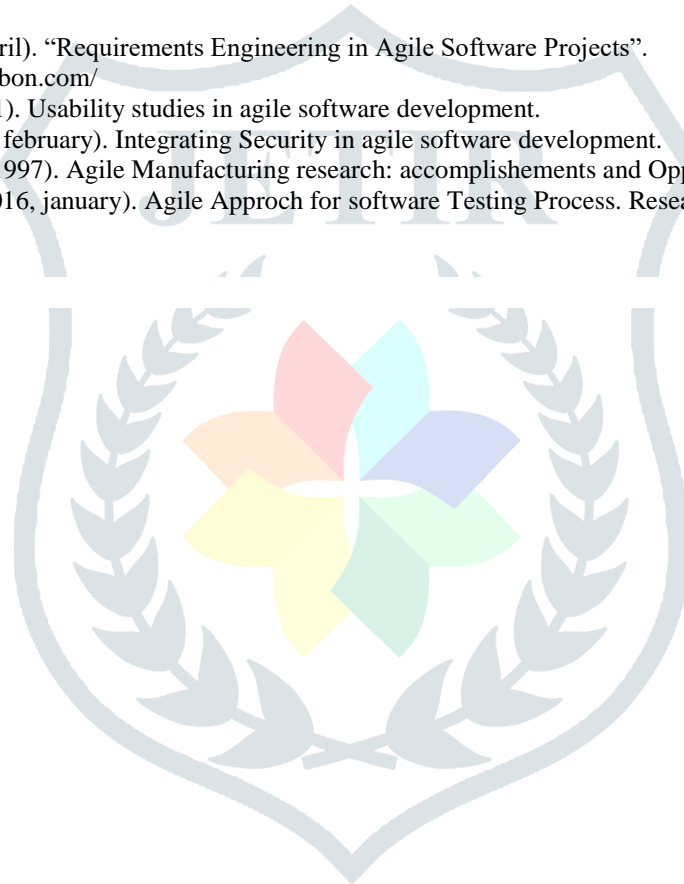 ril). “Requirements Engineering in Agile Software Projects”.
bon.com/
). Usability studies in agile software development.
february). Integrating Security in agile software development.
997). Agile Manufacturing research: accomplishements and Opp
016, january). Agile Approch for software Testing Process. Resea
JETIR